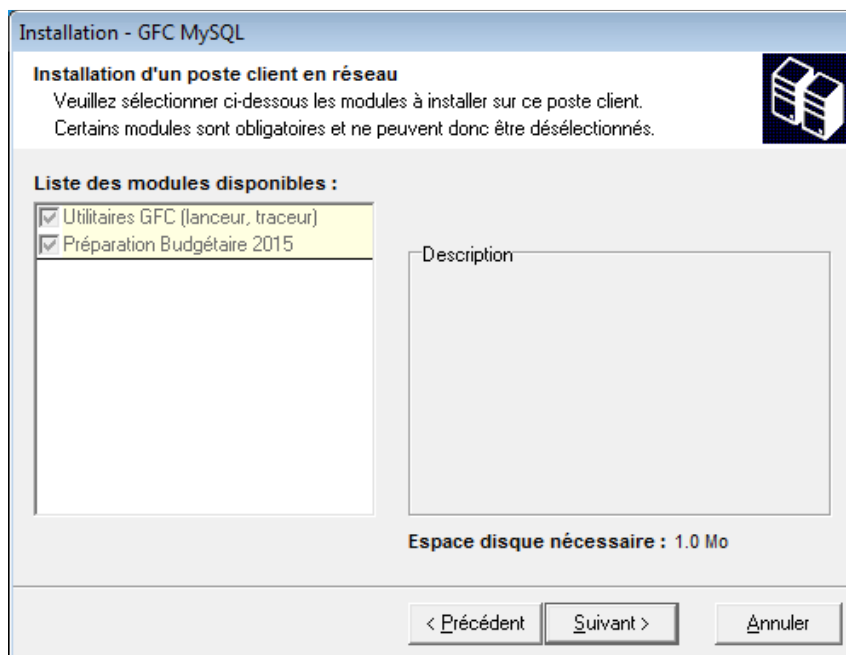 Installation - GFC MySQL
Installation d'un poste client en réseau
Veuillez sélectionner ci-dessous les modules à installer sur ce poste client.
Certains modules sont obligatoires et ne peuvent donc être désélectionnés.
Liste des modules disponibles :
Utilitaires GFC (lanceur, traceur)
Préparation Budgétaire 2015
Description
Espace disque nécessaire : 1.0 Mo
< Précédent
Suivant >
Annuler